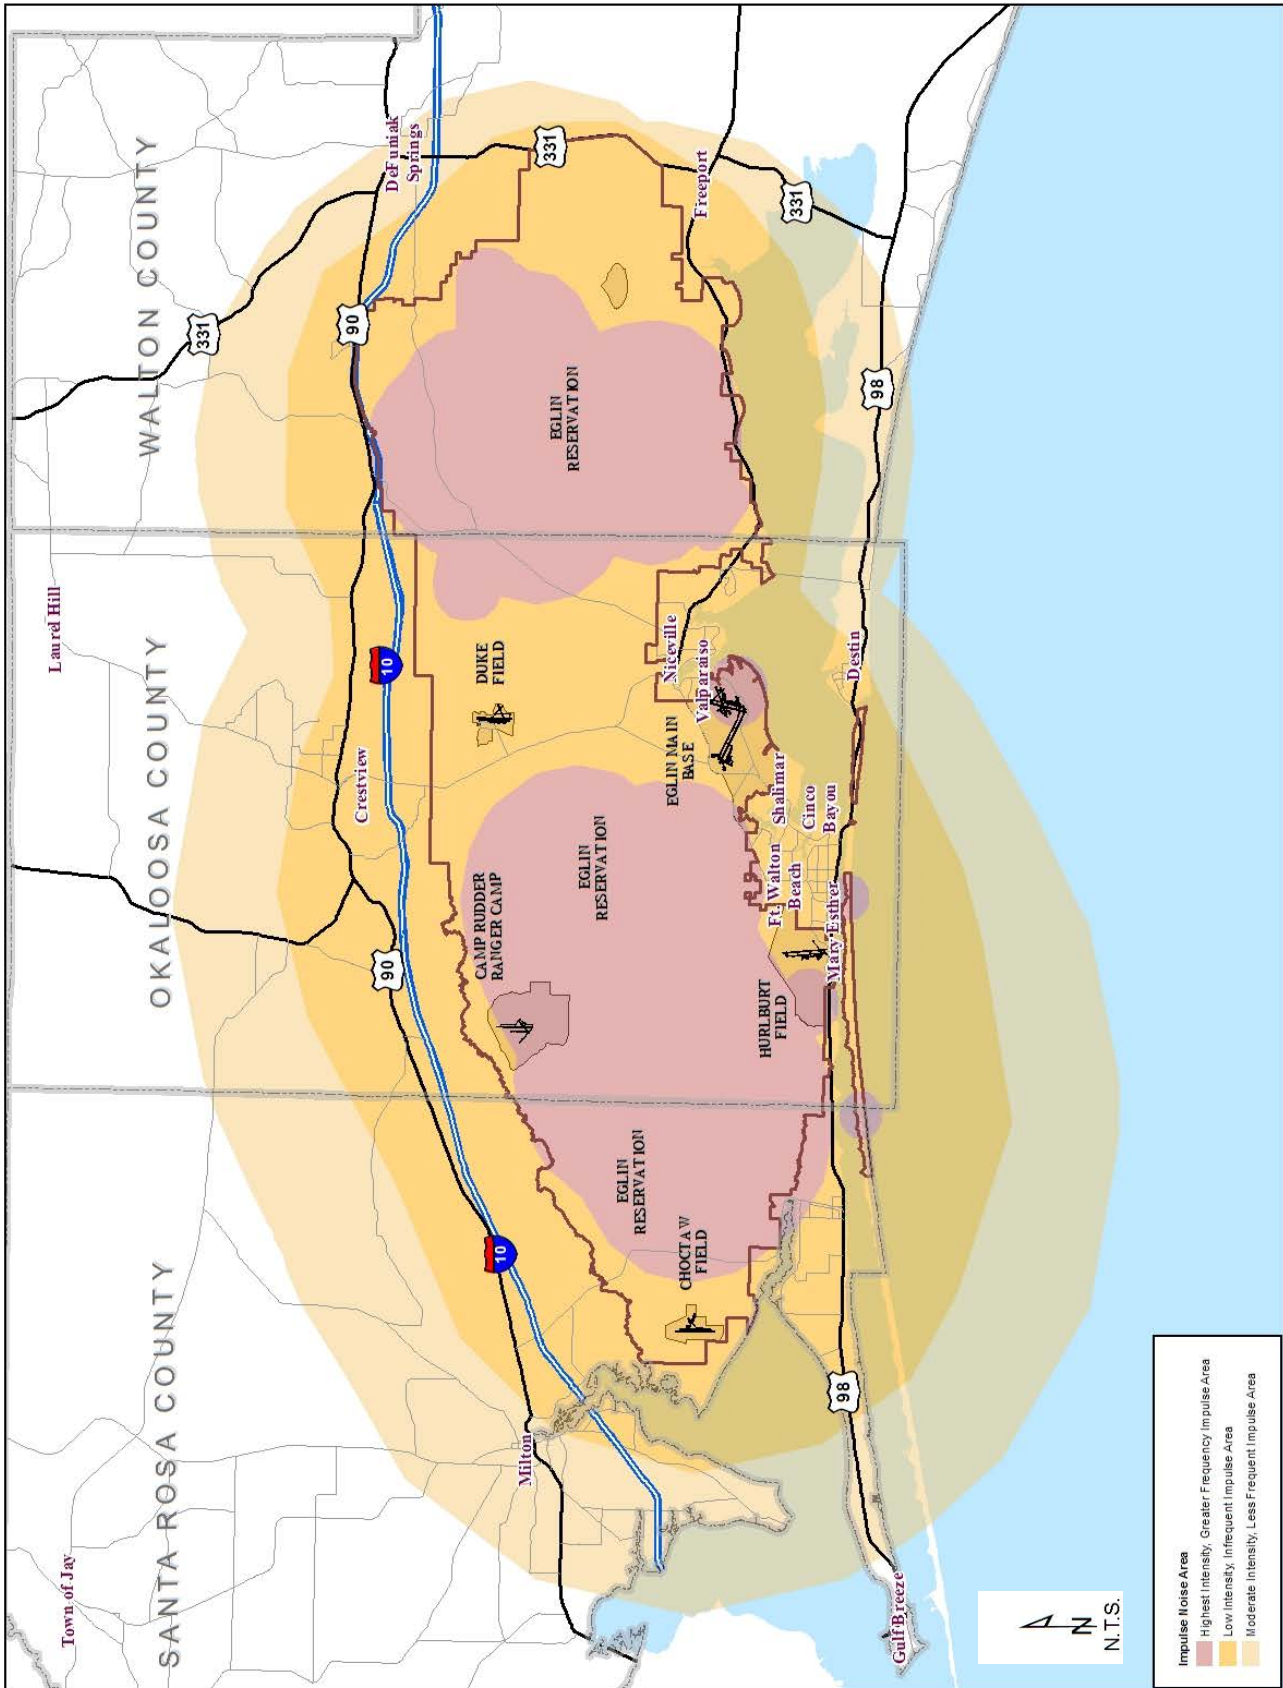 Town of Jay
Laurel Hill
SANTA ROSA COUNTY
OKALOOSA COUNTY
WALTON COUNTY
331
90
DeFuniak
Springs
Crestview
10
90
10
Milton
331
DUKE
FIELD
CAMP RUDDER
RANGER CAMP
EGLIN
RESERVATION
EGLIN
RESERVATION
EGLIN
RESERVATION
CHOCTAW
FIELD
EGLIN MAIN
BASE
Niceville
Valparaiso
Freeport
331
HURLBURT
FIELD
Ft. Walton
Beach
Shalimar
Cinco
Bayou
Mary Esther
Destin
98
98
Gulf Breeze
N
N.T.S.
Impulse Noise Area
Highest Intensity, Greater Frequency Impulse Area
Low Intensity, Infrequent Impulse Area
Moderate Intensity, Less Frequent Impulse Area